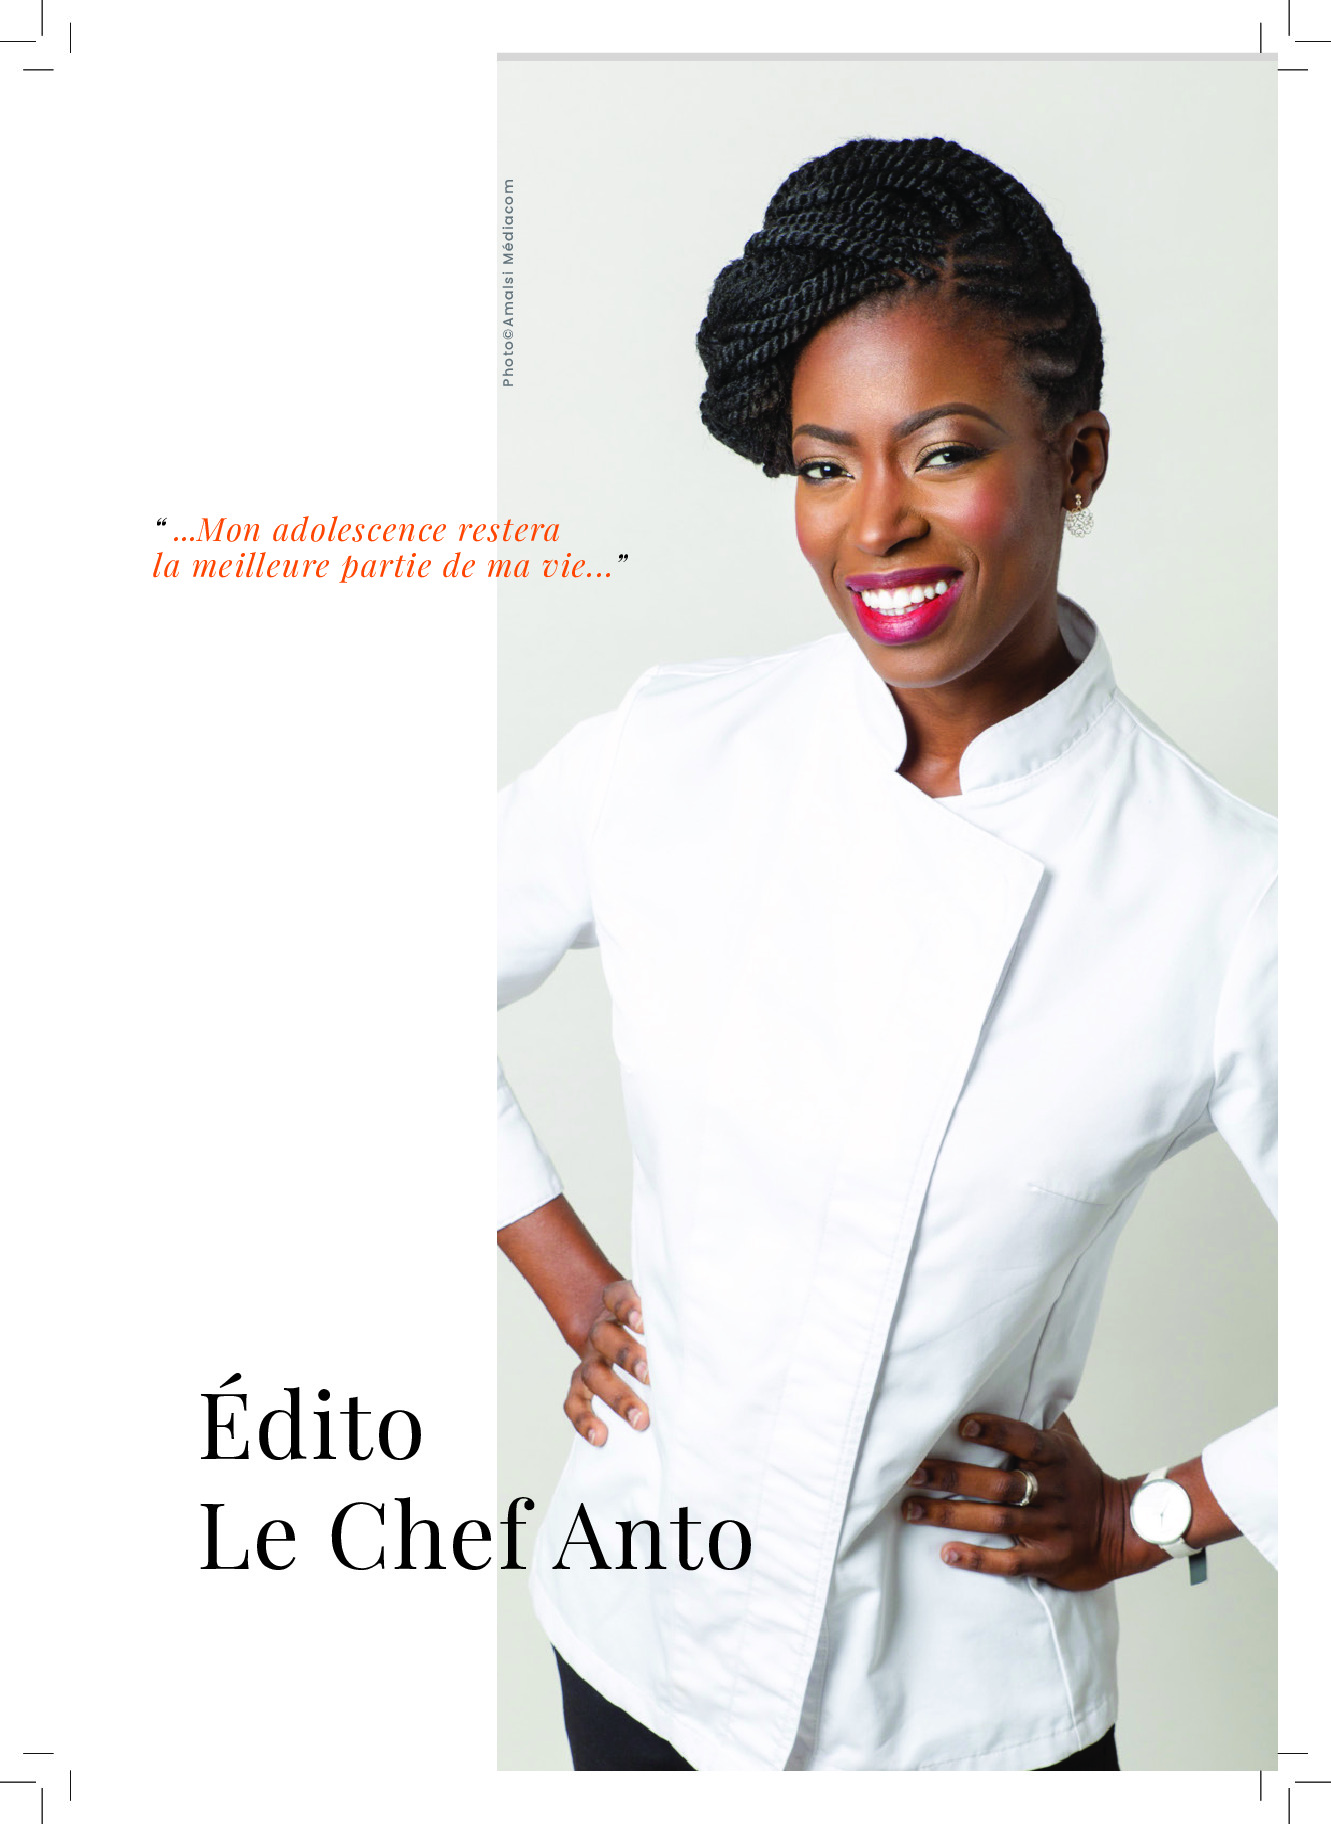 Photo©Amalsi Médiacom
“ ...Mon adolescence restera
la meilleure partie de ma vie...”
Édito
Le Chef Anto